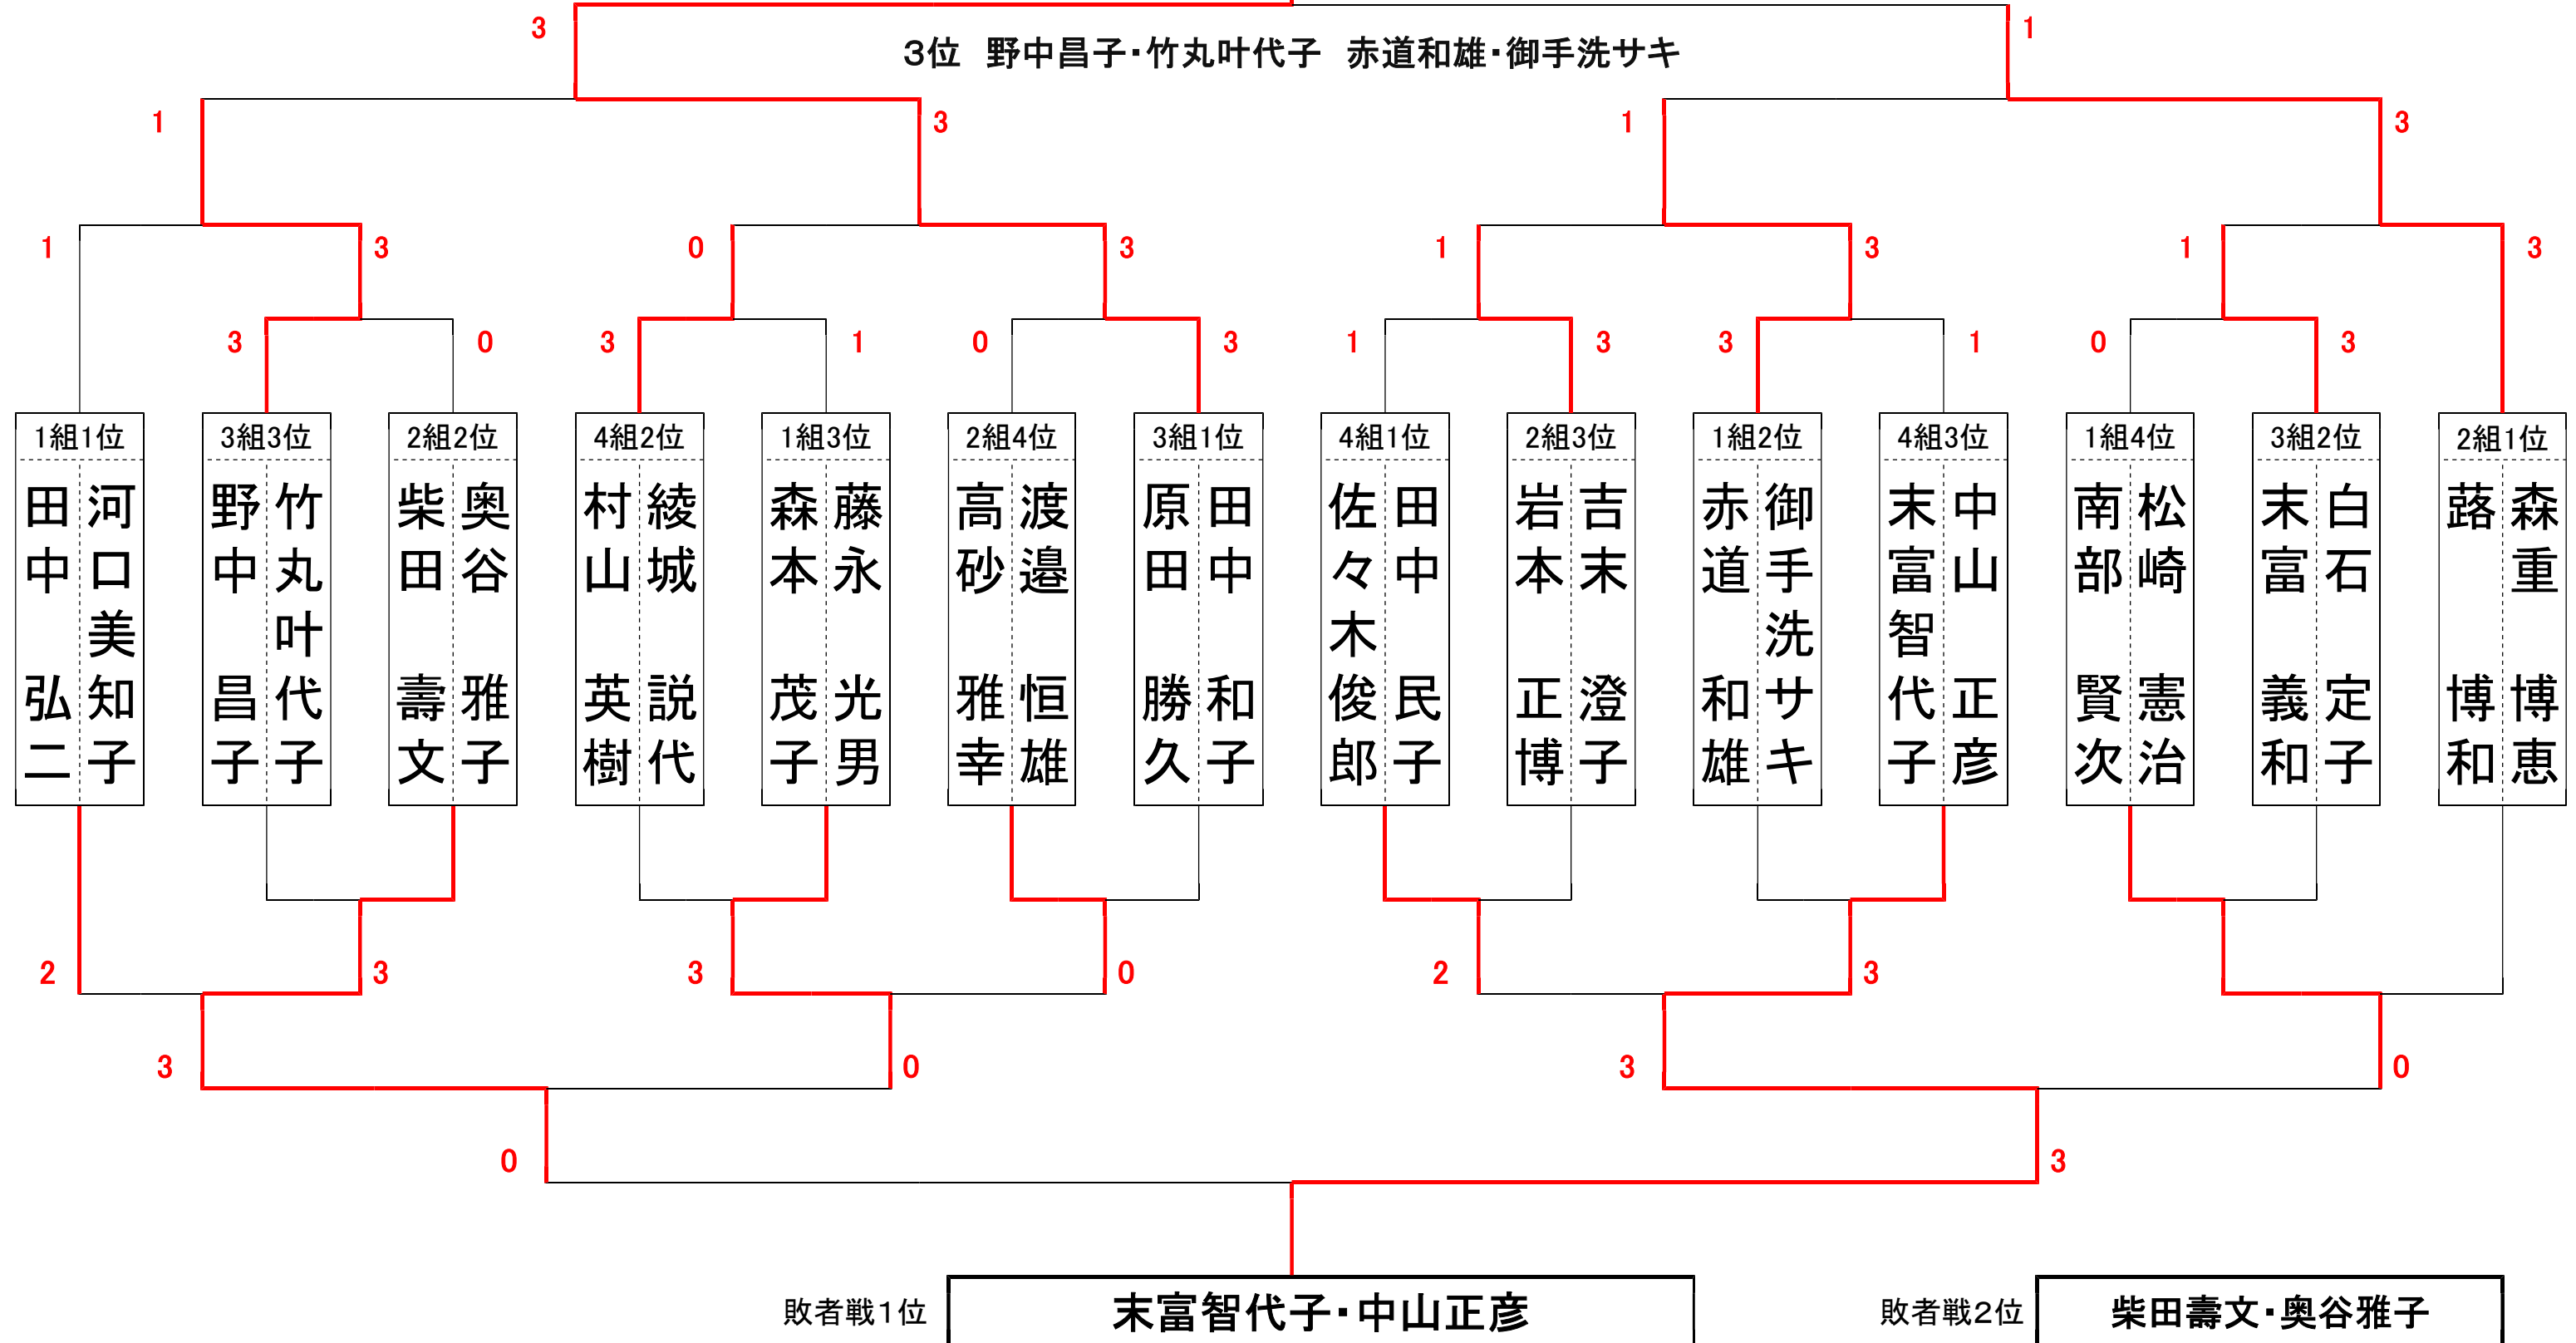 3 1
3位 野中昌子・竹丸叶代子 赤道和雄・御手洗サキ
1 3 1 3
1 3 0 3 1 3 1 3
3 0 3 1 0 3 1 3 3 1 0 3
1組1位 3組3位 2組2位 4組2位 1組3位 2組4位 3組1位 4組1位 2組3位 1組2位 4組3位 1組4位 3組2位 2組1位
田中 弘二
河口美知子
野中 昌子
竹丸叶代子
柴田 壽文
奥谷 雅子
村山 英樹
綾城 説代
森本 茂子
藤永 光男
高砂 雅幸
渡邉 恒雄
原田 勝久
田中 和子
佐々木俊郎
田中 民子
岩本 正博
吉末 澄子
赤道 和雄
御手洗サキ
末富智代子
中山 正彦
南部 賢次
松崎 憲治
末富 義和
白石 定子
蕗 博和
森重 博恵
2 3 3 0 2 3
3 0 3 0
0 3
敗者戦1位 末富智代子・中山正彦 敗者戦2位 柴田壽文・奥谷雅子